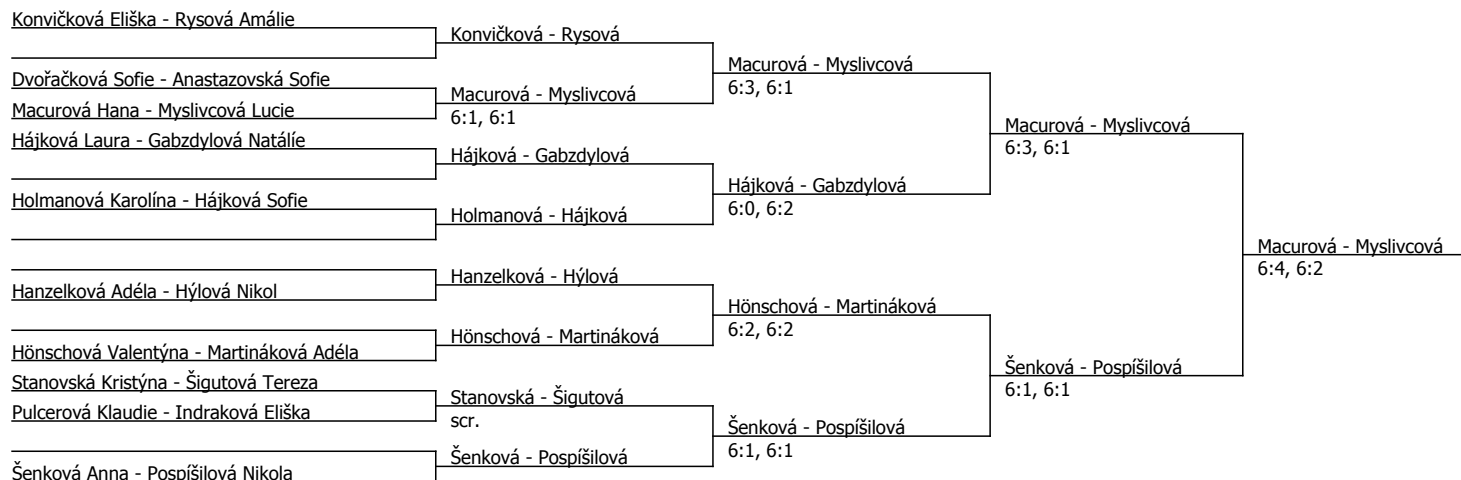 Konvičková Eliška - Rysová Amálie
Dvořačková Sofie - Anastazovská Sofie
Macurová Hana - Myslivcová Lucie
Hájková Laura - Gabzdylová Natálíe
Holmanová Karolína - Hájková Sofie
Hanzelková Adéla - Hýlová Nikol
Hönschová Valentýna - Martináková Adéla
Stanovská Kristýna - Šigutová Tereza
Pulcerová Klaudie - Indraková Eliška
Šenková Anna - Pospíšilová Nikola
Konvičková - Rysová
Macurová - Myslivcová
6:1, 6:1
Hájková - Gabzdylová
Holmanová - Hájková
Hanzelková - Hýlová
Hönschová - Martináková
Stanovská - Šigutová
scr.
Šenková - Pospíšilová
Macurová - Myslivcová
6:3, 6:1
Hájková - Gabzdylová
6:0, 6:2
Hönschová - Martináková
6:2, 6:2
Šenková - Pospíšilová
6:1, 6:1
Macurová - Myslivcová
6:3, 6:1
Šenková - Pospíšilová
6:1, 6:1
Macurová - Myslivcová
6:4, 6:2